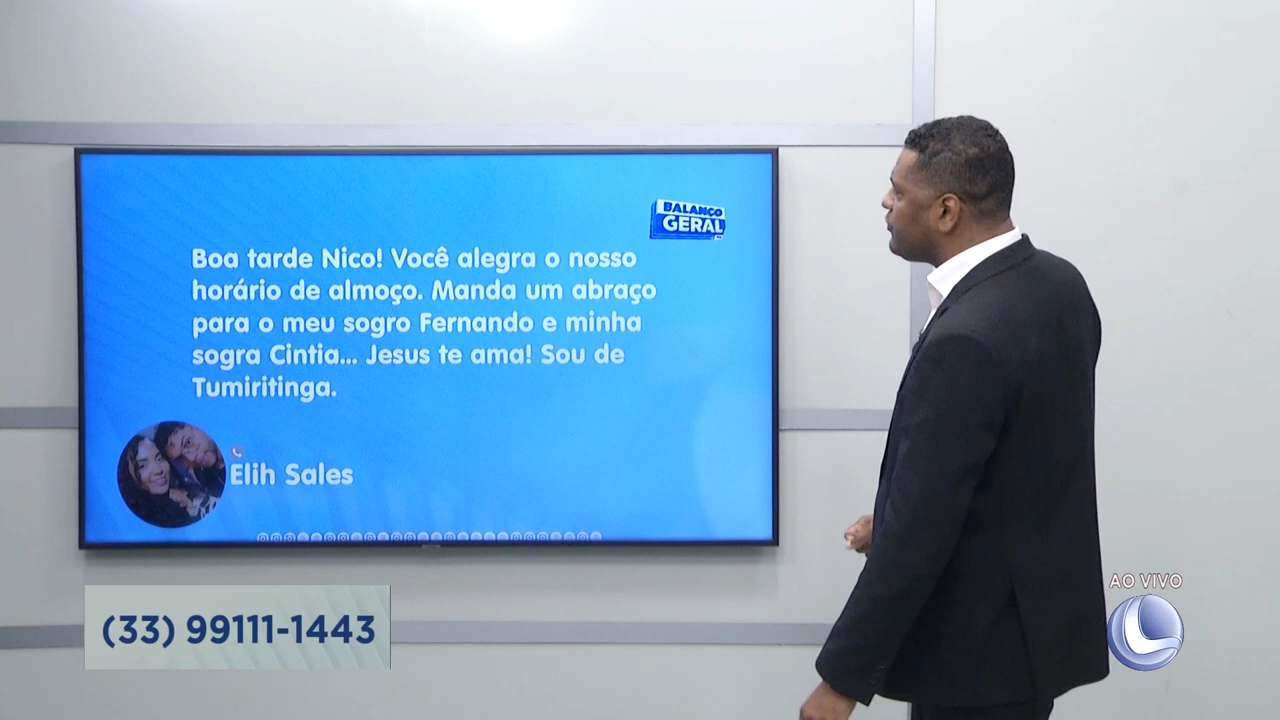 BALANÇO
GERAL
Boa tarde Nico! Você alegra o nosso
horário de almoço. Manda um abraço
para o meu sogro Fernando e minha
sogra Cintia... Jesus te ama! Sou de
Tumiritinga.
Elih Sales
(33) 99111-1443
AO VIVO